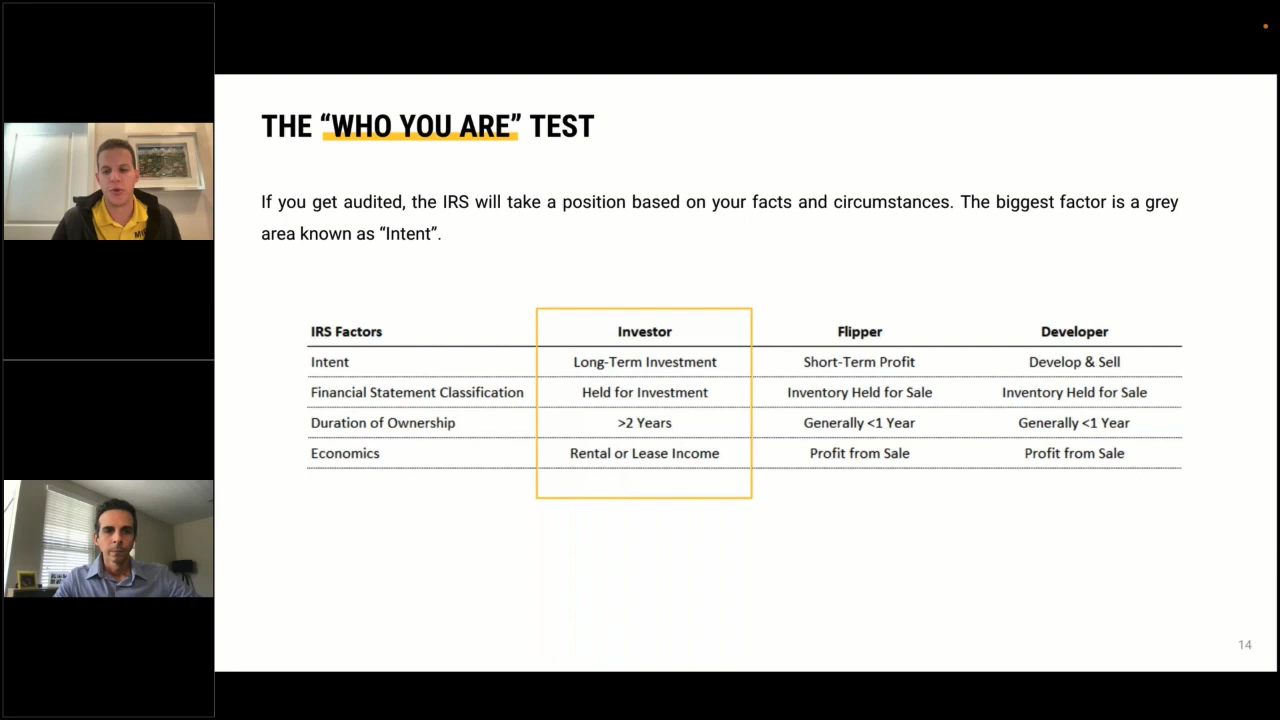 THE “WHO YOU ARE” TEST
If you get audited, the IRS will take a position based on your facts and circumstances. The biggest factor is a grey
area known as “Intent”.
IRS Factors Investor Flipper Developer
Intent Long-Term Investment Short-Term Profit Develop & Sell
Financial Statement Classification Held for Investment Inventory Held for Sale Inventory Held for Sale
Duration of Ownership >2 Years Generally <1 Year Generally <1 Year
Economics Rental or Lease Income Profit from Sale Profit from Sale
14